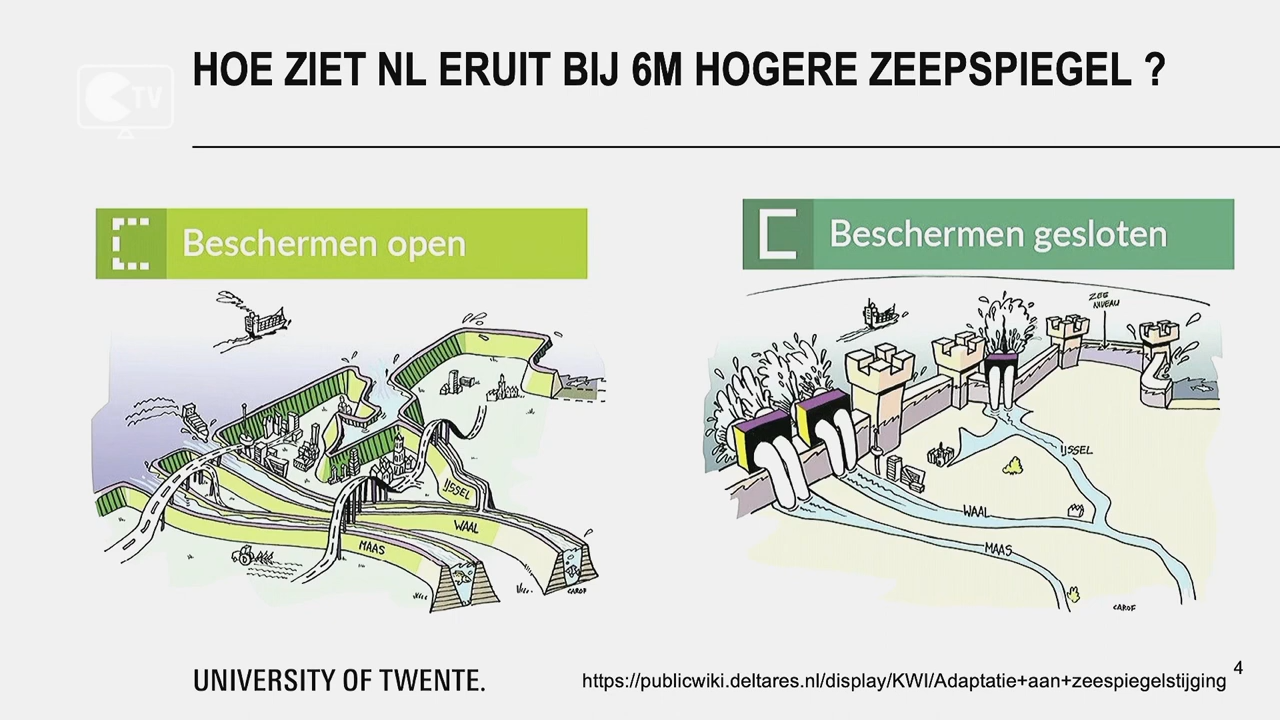 HOE ZIET NL ERUIT BIJ 6M HOGERE ZEEPSPIEGEL ?
TV
Beschermen open
Beschermen gesloten
ZEE
NIVEAU
IJSSEL
WAAL
MAAS
CAROF
IJSSEL
WAAL
MAAS
CAROF
UNIVERSITY OF TWENTE.
https://publicwiki.deltares.nl/display/KWI/Adaptatie+aan+zeespiegelstijging
4